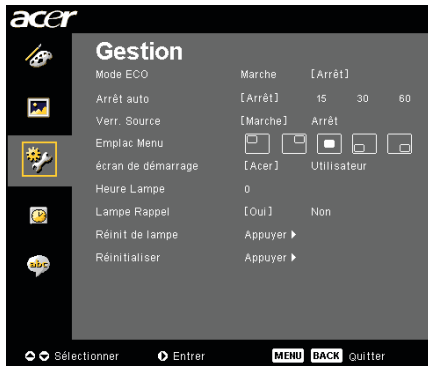 acer
Gestion
Mode ECO Marche [Arrêt]
Arrêt auto [Arrêt] 15 30 60
Verr. Source [Marche] Arrêt
Emplac Menu
écran de démarrage [Acer] Utilisateur
Heure Lampe 0
Lampe Rappel [Oui] Non
Réinit de lampe Appuyer
Réinitialiser Appuyer
abc
Sélectionner Entrer MENU BACK Quitter